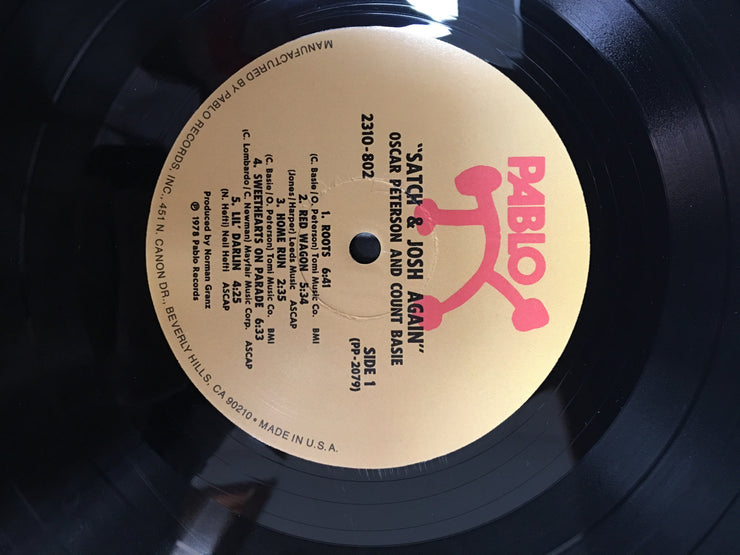 PABLO
"SATCH & JOSH AGAIN"
OSCAR PETERSON AND COUNT BASIE
2310-802
SIDE 1
(PP-2079)
1. ROOTS 6:41
(C. Basie/O. Peterson) Tomi Music Co. BMI
2. RED WAGON 5:34
(Jones/Harper) Leeds Music ASCAP
3. HOME RUN 2:35
(C. Basie/O. Peterson) Tomi Music Co. BMI
4. SWEETHEARTS ON PARADE 6:33
(C. Lombardo/C. Newman) Mayfair Music Corp. ASCAP
5. LIL' DARLIN 4:25
(N. Hefti) Neil Hefti ASCAP
Produced by Norman Granz
℗ 1978 Pablo Records
MANUFACTURED BY PABLO RECORDS, INC., 451 N. CANON DR., BEVERLY HILLS, CA 90210 • MADE IN U.S.A.